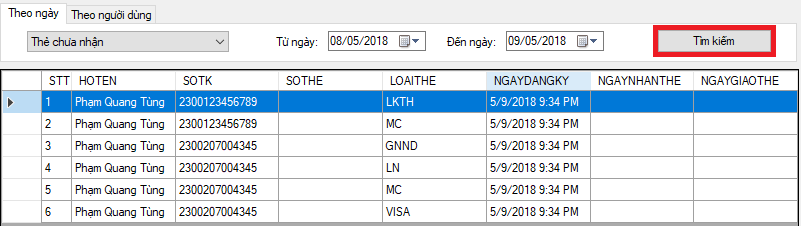 Theo ngày Theo người dùng
Thẻ chưa nhận Từ ngày: 08/05/2018 Đến ngày: 09/05/2018 Tìm kiếm
STT HOTEN SOTK SOTHE LOAITHE NGAYDANGKY NGAYNHANTHE NGAYGIAOTHE
1 Phạm Quang Tùng 2300123456789 LKTH 5/9/2018 9:34 PM
2 Phạm Quang Tùng 2300123456789 MC 5/9/2018 9:34 PM
3 Phạm Quang Tùng 2300207004345 GNND 5/9/2018 9:34 PM
4 Phạm Quang Tùng 2300207004345 LN 5/9/2018 9:34 PM
5 Phạm Quang Tùng 2300207004345 MC 5/9/2018 9:34 PM
6 Phạm Quang Tùng 2300207004345 VISA 5/9/2018 9:34 PM